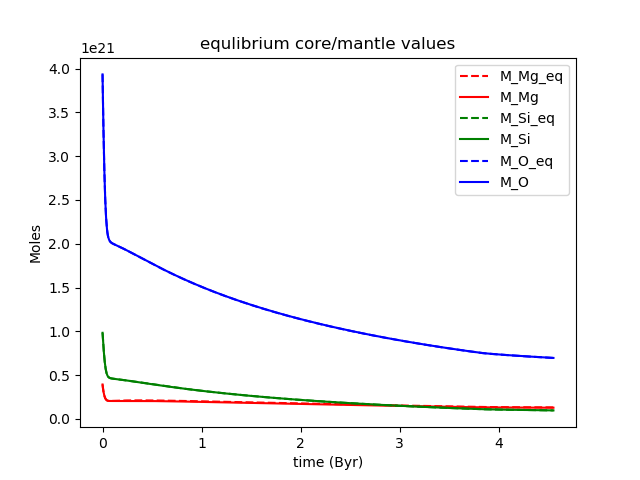 equlibrium core/mantle values
1e21
4.0
3.5
3.0
2.5
2.0
1.5
1.0
0.5
0.0
Moles
M_Mg_eq
M_Mg
M_Si_eq
M_Si
M_O_eq
M_O
0 1 2 3 4
time (Byr)